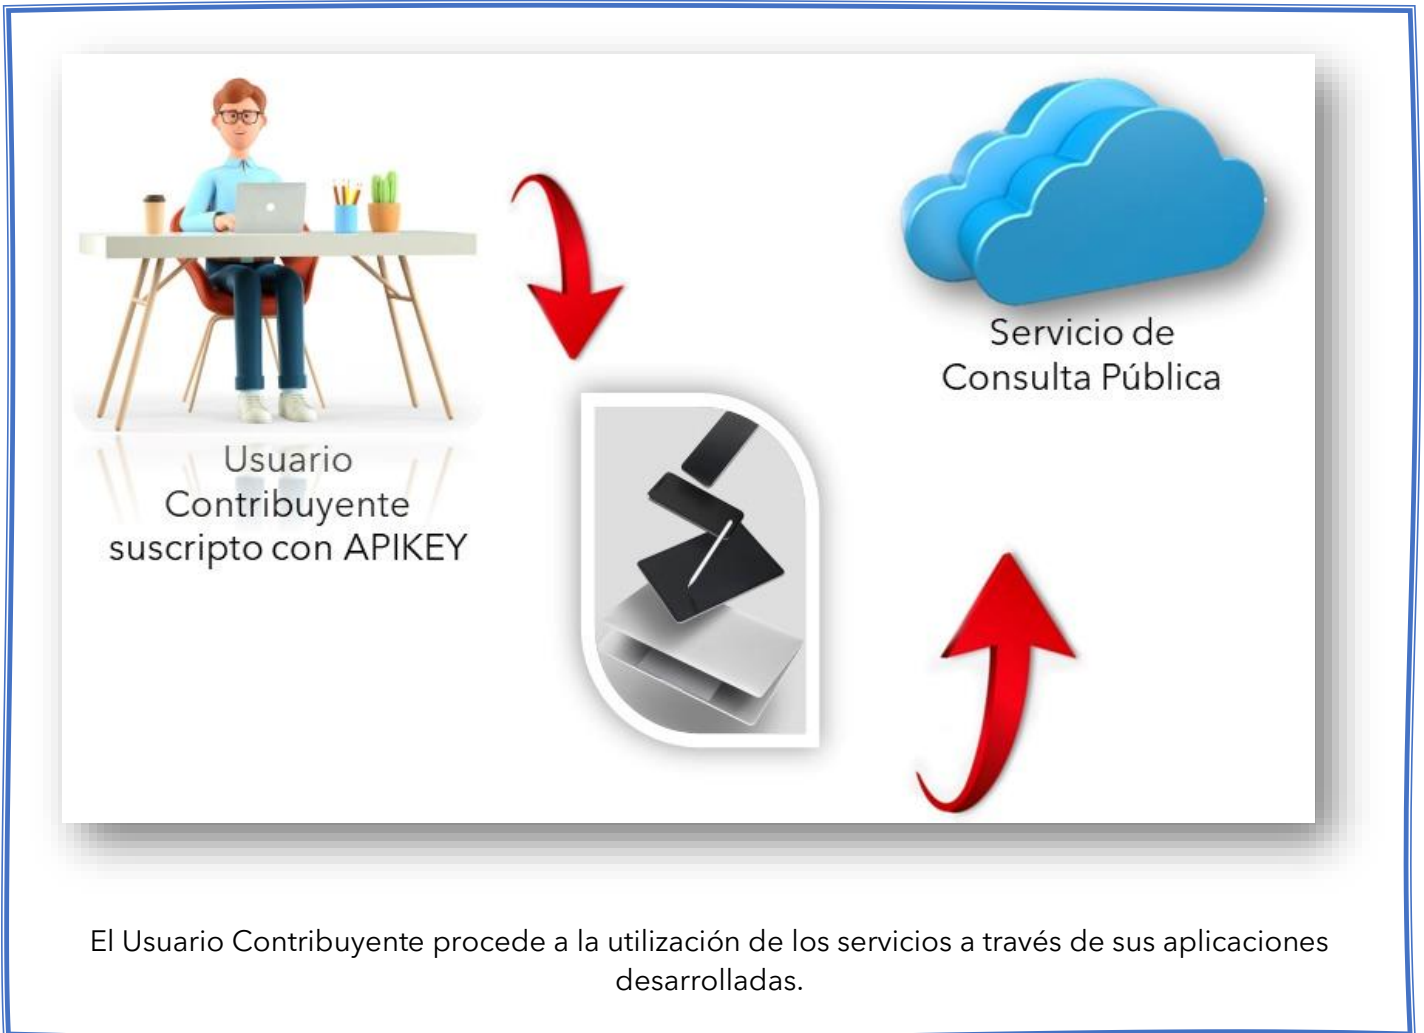 Servicio de
Consulta Pública
Usuario
Contribuyente
suscripto con APIKEY
El Usuario Contribuyente procede a la utilización de los servicios a través de sus aplicaciones
desarrolladas.